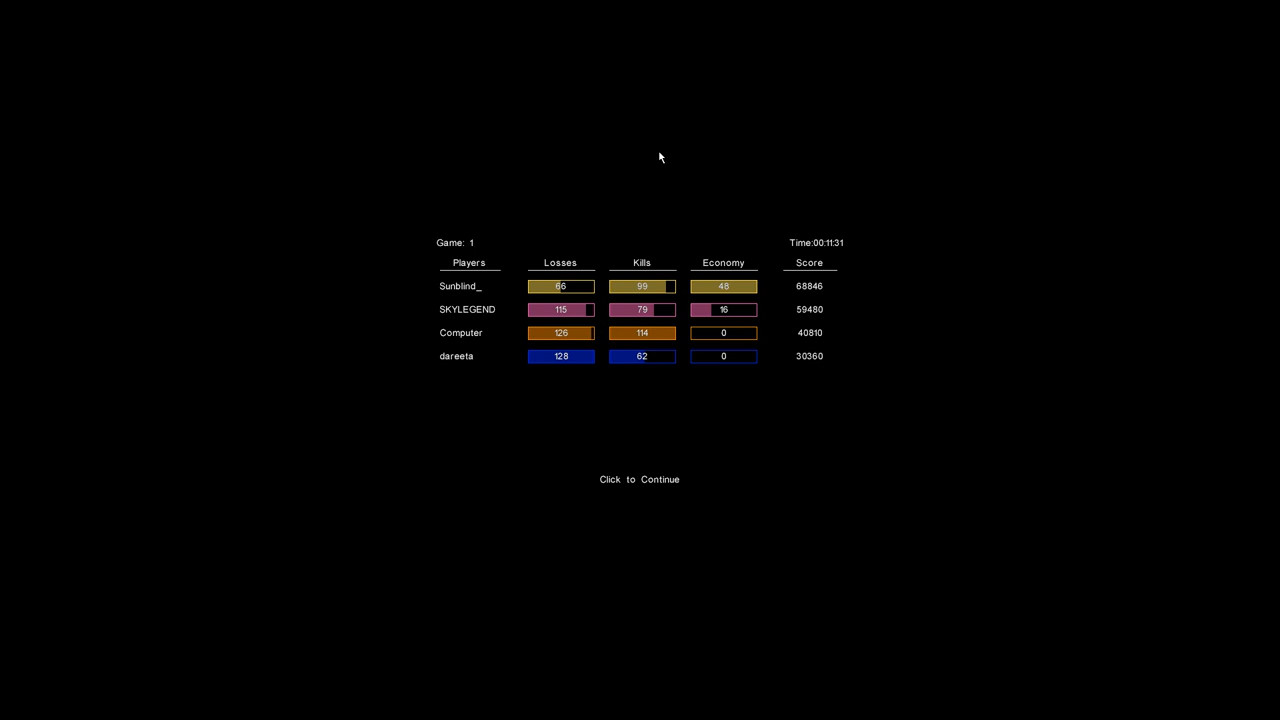 Game: 1 Time:00:11:31
Players Losses Kills Economy Score
Sunblind_ 66 99 48 68846
SKYLEGEND 115 79 16 59480
Computer 126 114 0 40810
dareeta 128 62 0 30360
Click to Continue